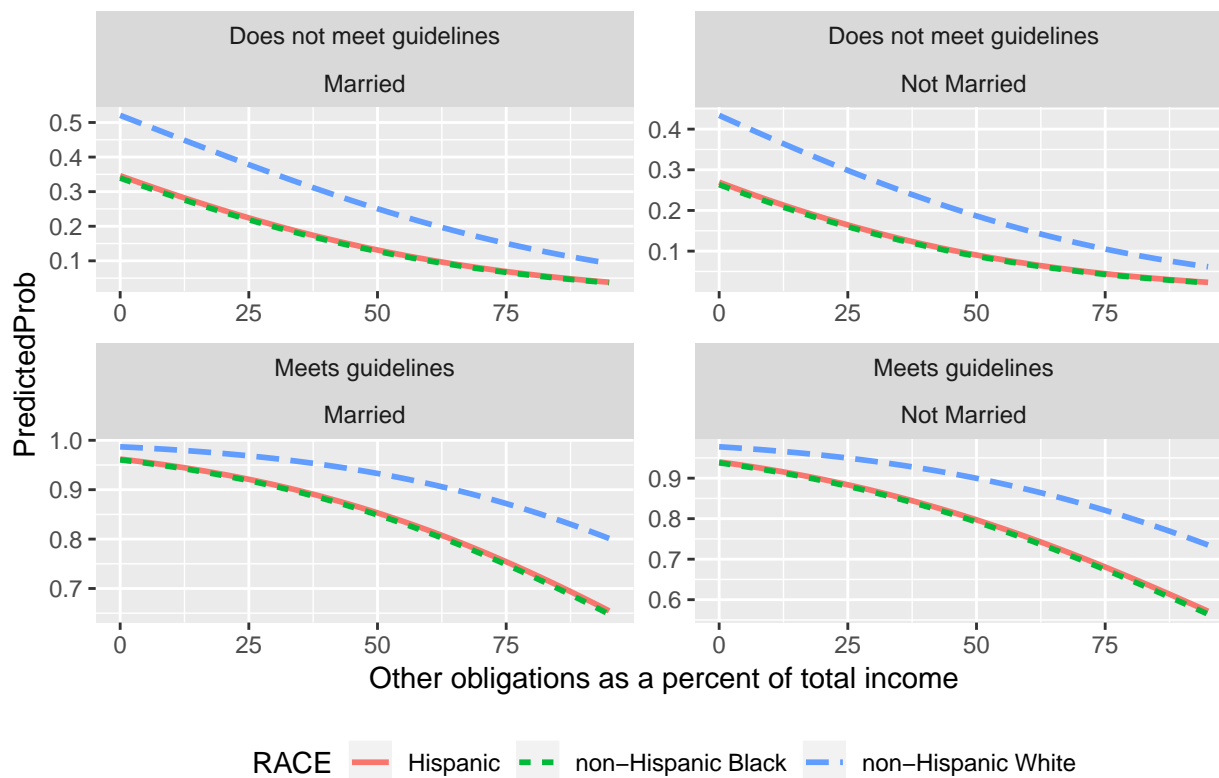 Does not meet guidelines
Married
0.5
0.4
0.3
0.2
0.1
0 25 50 75
Does not meet guidelines
Not Married
0.4
0.3
0.2
0.1
0 25 50 75
PredictedProb
Meets guidelines
Married
1.0
0.9
0.8
0.7
0 25 50 75
Meets guidelines
Not Married
0.9
0.8
0.7
0.6
0 25 50 75
Other obligations as a percent of total income
RACE Hispanic non−Hispanic Black non−Hispanic White